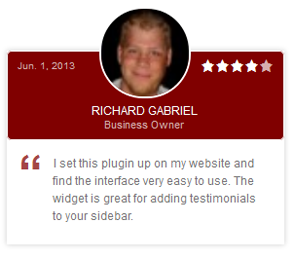 Jun. 1, 2013
RICHARD GABRIEL
Business Owner
“ I set this plugin up on my website and
find the interface very easy to use. The
widget is great for adding testimonials
to your sidebar.